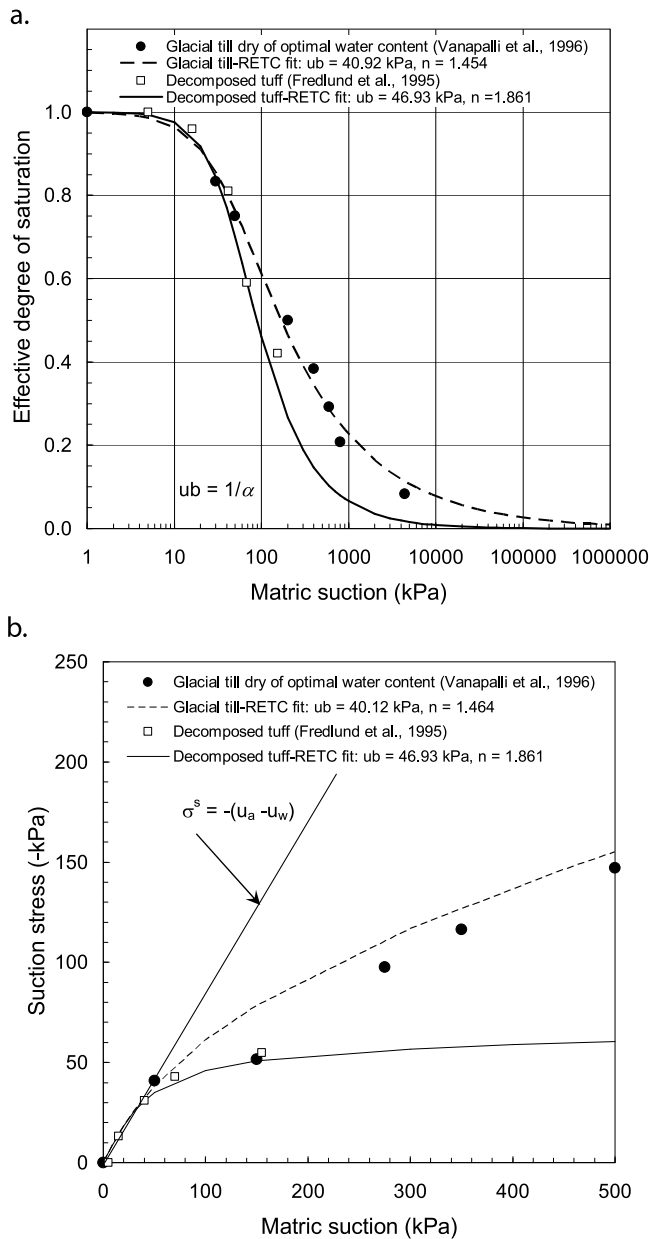 a.
Glacial till dry of optimal water content (Vanapalli et al., 1996)
Glacial till-RETC fit: ub = 40.92 kPa, n = 1.454
Decomposed tuff (Fredlund et al., 1995)
Decomposed tuff-RETC fit: ub = 46.93 kPa, n =1.861
1.0
0.8
0.6
0.4
0.2
0.0
Effective degree of saturation
ub = 1/α
1 10 100 1000 10000 100000 1000000
Matric suction (kPa)
b.
250
200
150
100
50
0
Suction stress (-kPa)
Glacial till dry of optimal water content (Vanapalli et al., 1996)
Glacial till-RETC fit: ub = 40.12 kPa, n = 1.464
Decomposed tuff (Fredlund et al., 1995)
Decomposed tuff-RETC fit: ub = 46.93 kPa, n = 1.861
σˢ = -(uₐ -u_w)
0 100 200 300 400 500
Matric suction (kPa)